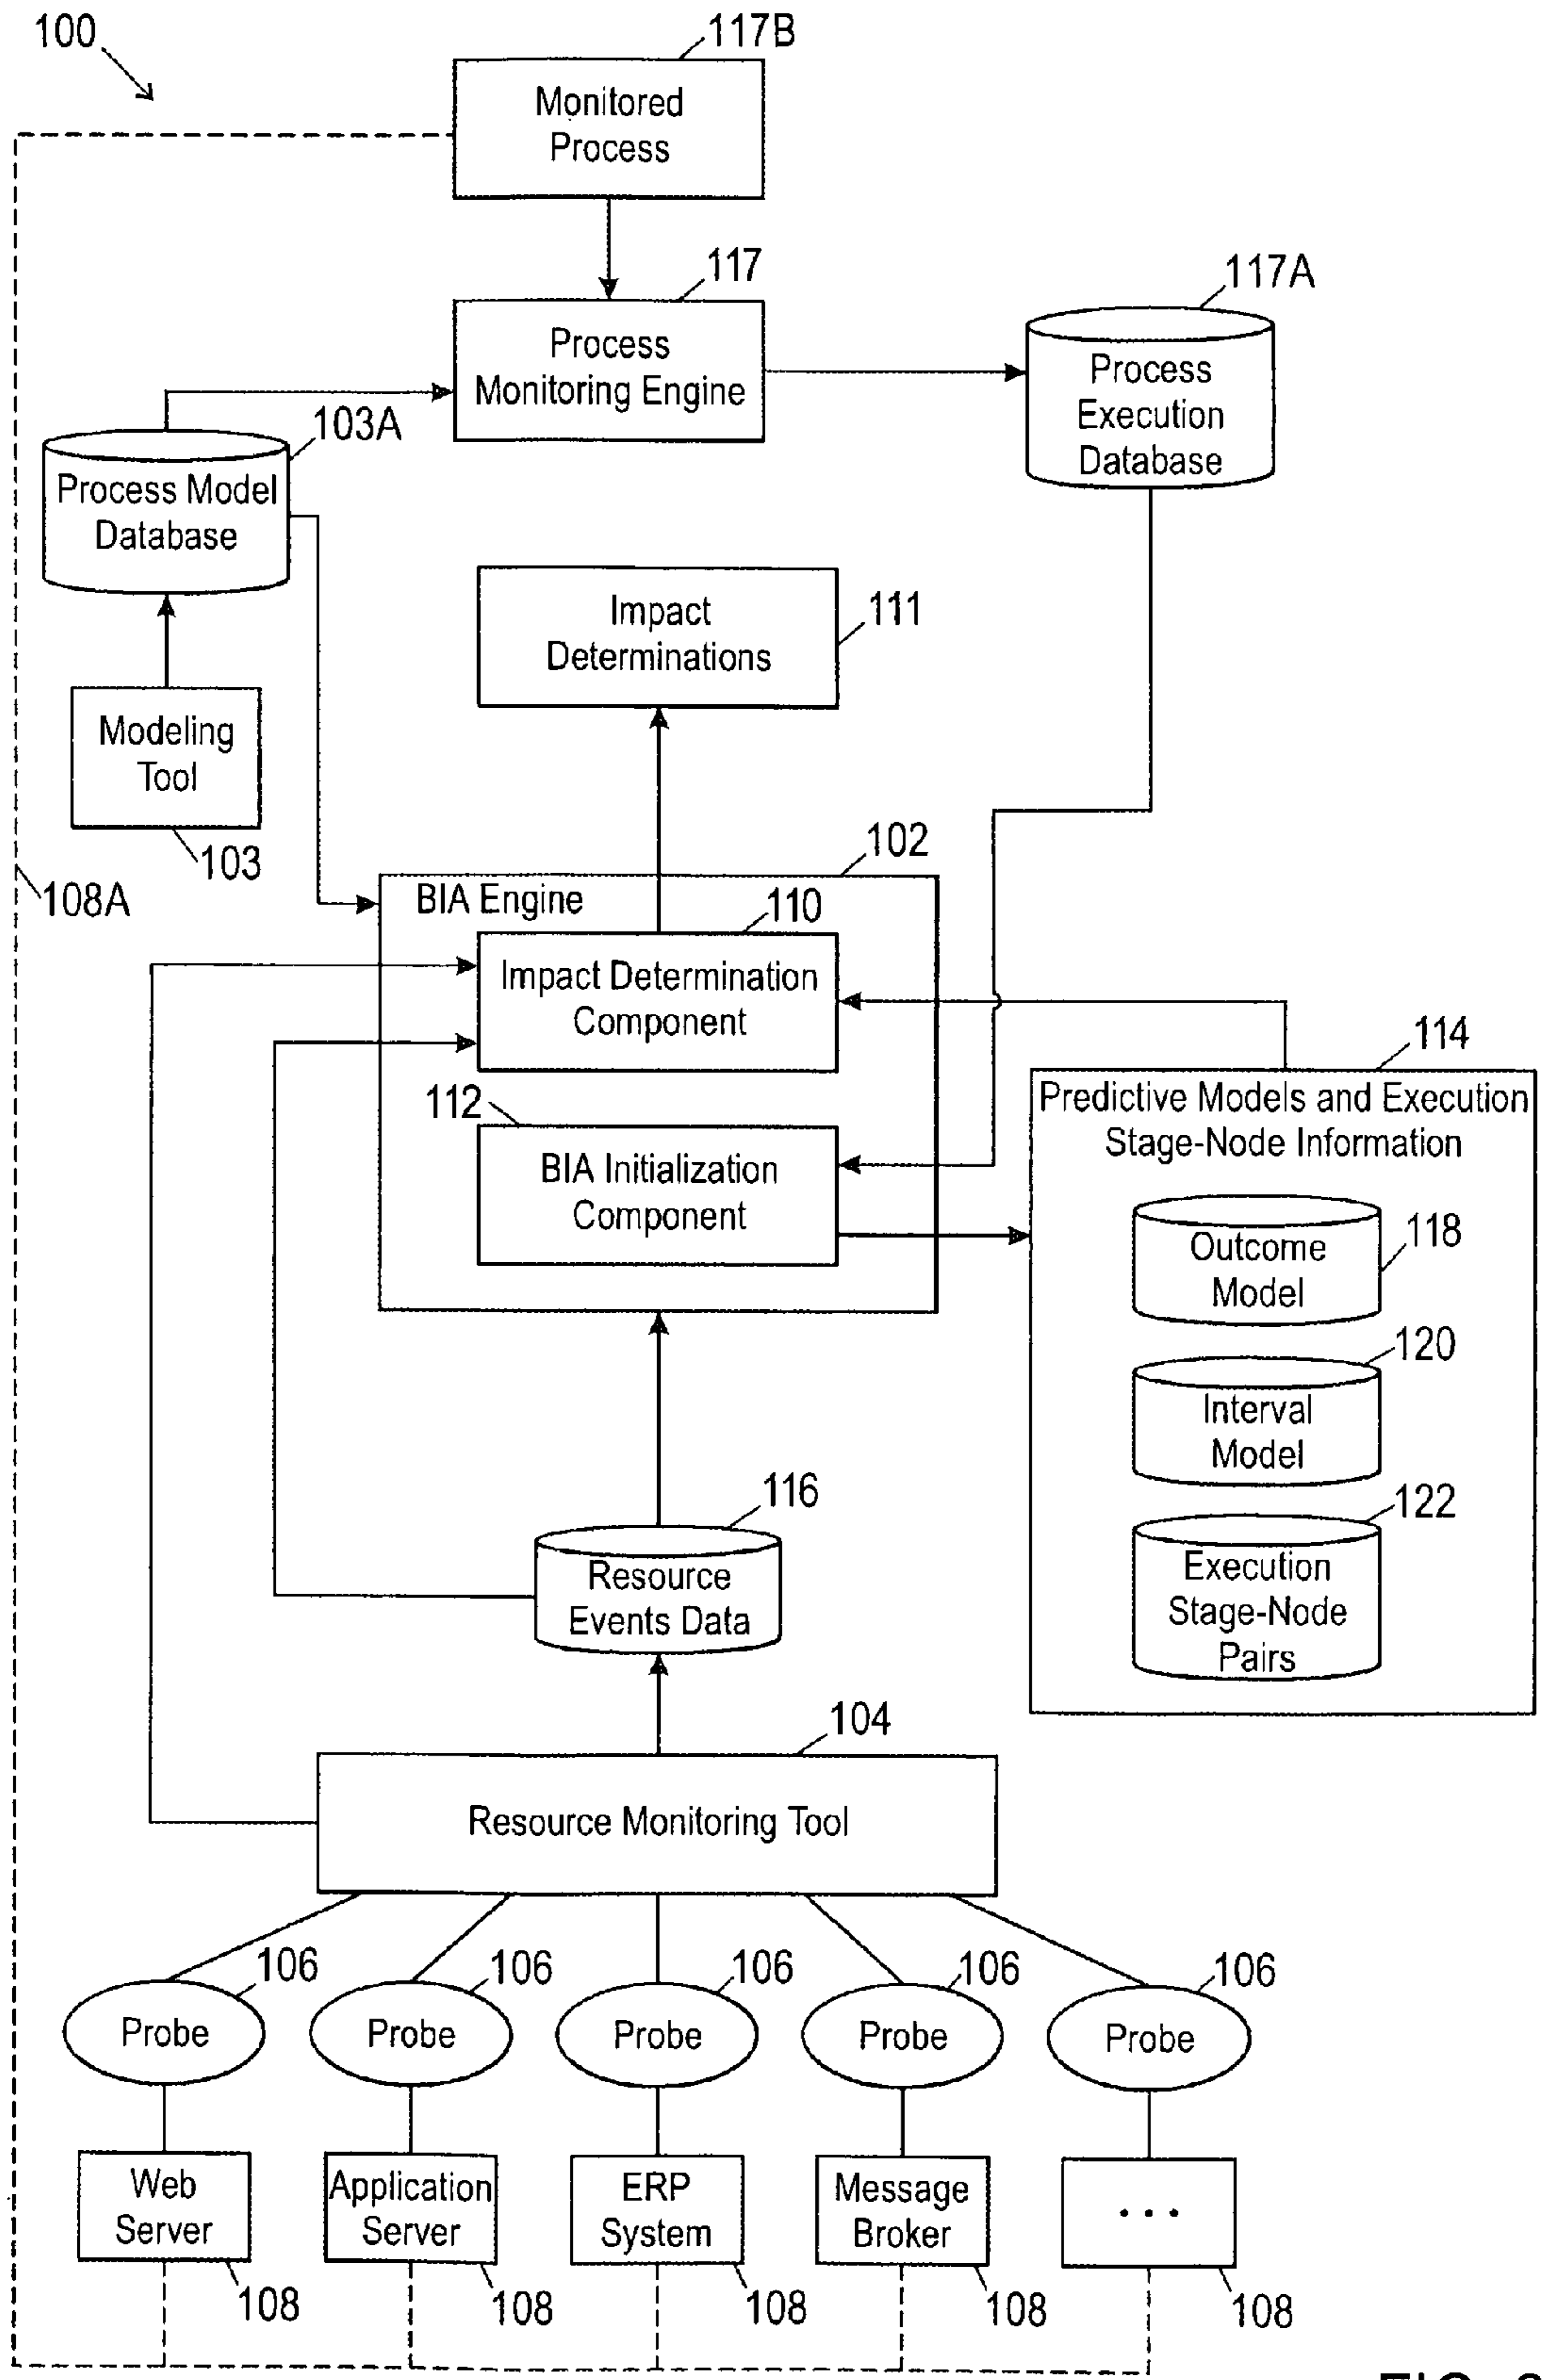 100
117B
Monitored
Process
117
Process
Monitoring Engine
117A
Process
Execution
Database
103A
Process Model
Database
Impact
Determinations
111
Modeling
Tool
103
108A
102
BIA Engine
110
Impact Determination
Component
112
BIA Initialization
Component
114
Predictive Models and Execution
Stage-Node Information
Outcome
Model
118
120
Interval
Model
122
Execution
Stage-Node
Pairs
116
Resource
Events Data
104
Resource Monitoring Tool
106
106
106
106
106
Probe
Probe
Probe
Probe
Probe
Web
Server
Application
Server
ERP
System
Message
Broker
...
108
108
108
108
108